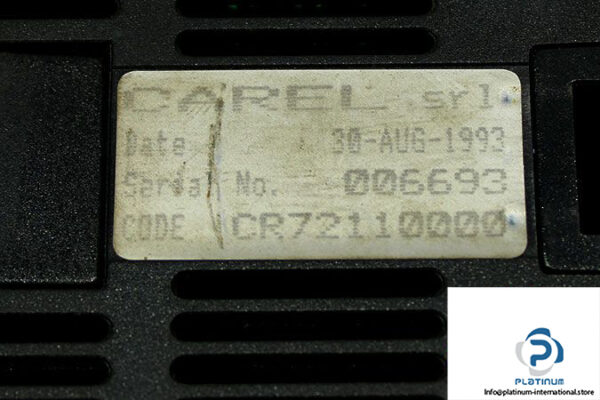 CAREL srl
Date 30-AUG-1993
Serial No. 006693
CODE CR72110000
PLATINUM
Info@platinum-international.store